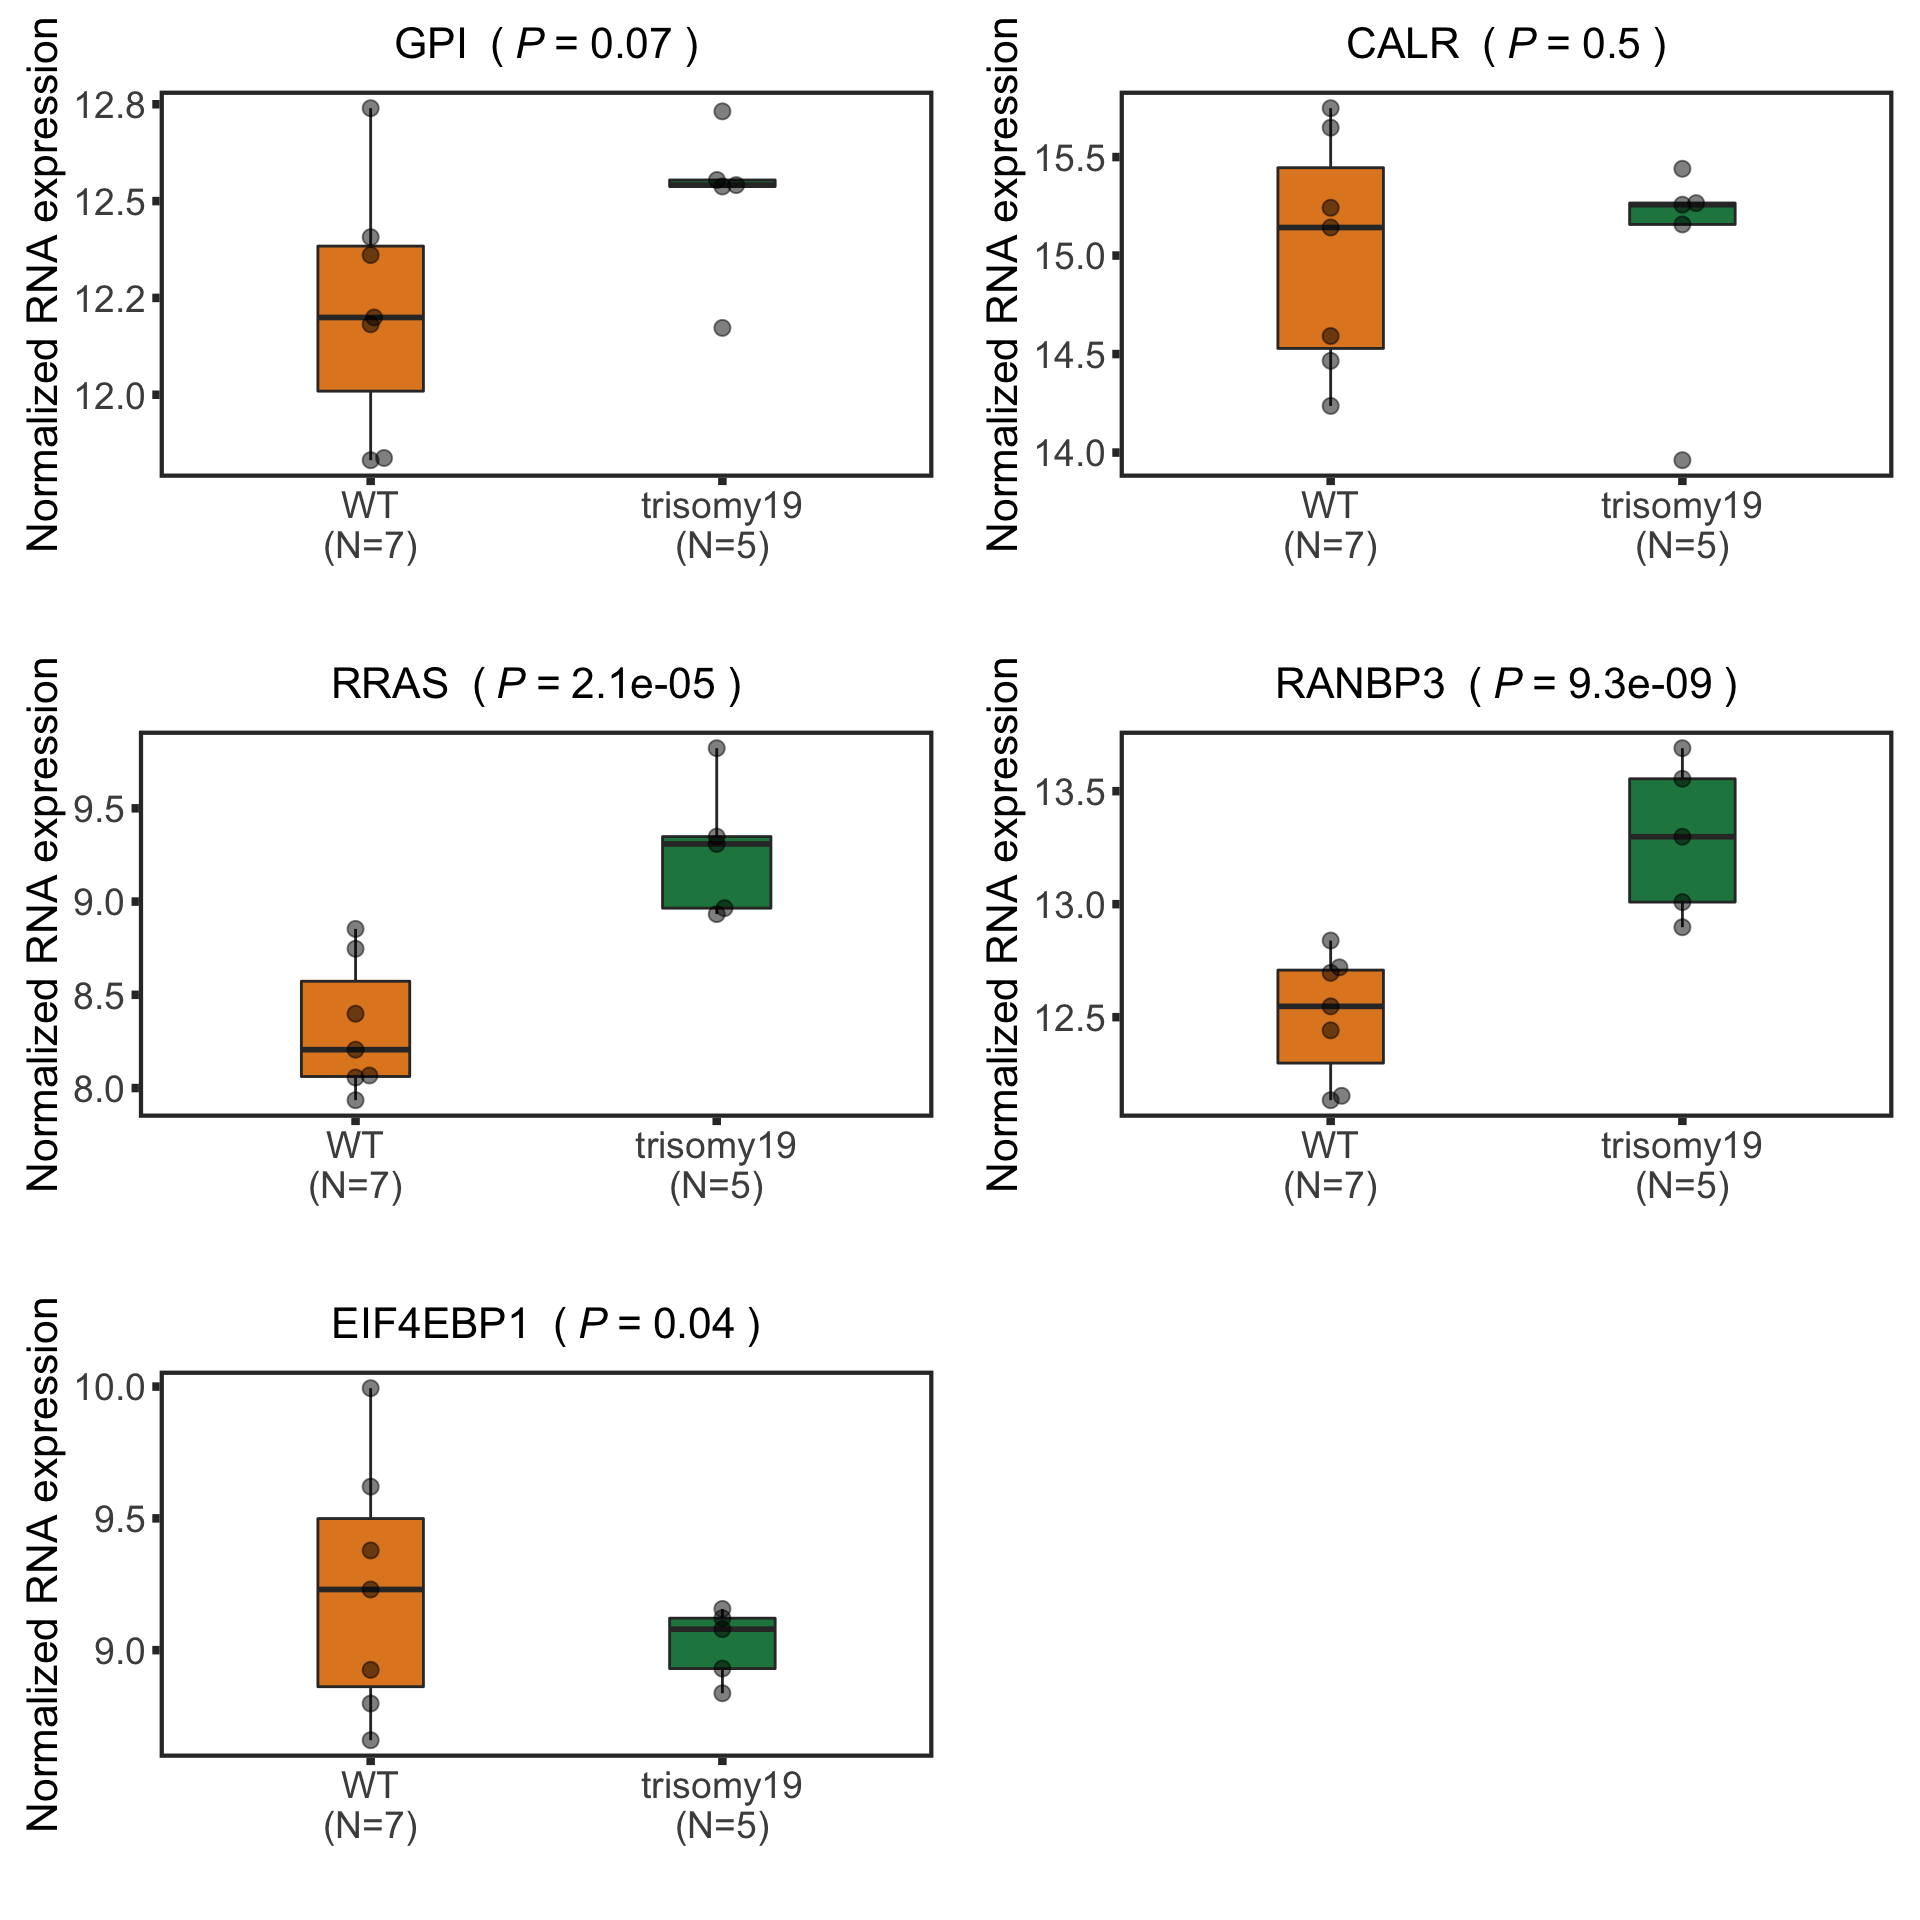 GPI ( P = 0.07 )
Normalized RNA expression
12.8
12.5
12.2
12.0
WT
(N=7)
trisomy19
(N=5)
CALR ( P = 0.5 )
Normalized RNA expression
15.5
15.0
14.5
14.0
WT
(N=7)
trisomy19
(N=5)
RRAS ( P = 2.1e-05 )
Normalized RNA expression
9.5
9.0
8.5
8.0
WT
(N=7)
trisomy19
(N=5)
RANBP3 ( P = 9.3e-09 )
Normalized RNA expression
13.5
13.0
12.5
WT
(N=7)
trisomy19
(N=5)
EIF4EBP1 ( P = 0.04 )
Normalized RNA expression
10.0
9.5
9.0
WT
(N=7)
trisomy19
(N=5)